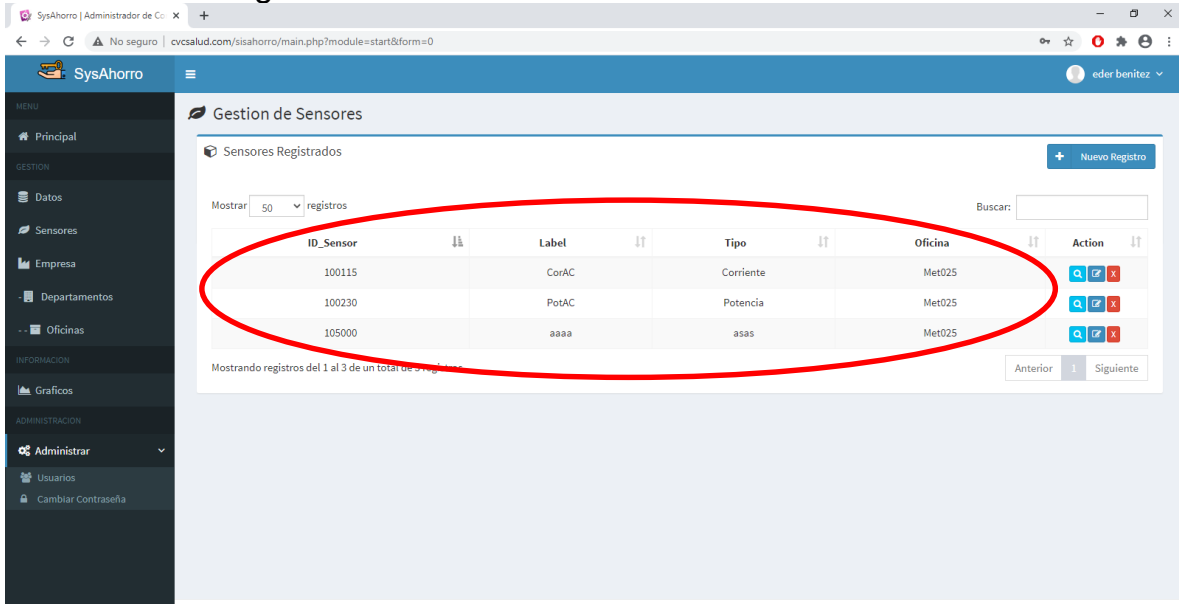 SysAhorro | Administrador de Co
No seguro | cvcsalud.com/sisahorro/main.php?module=start&form=0
SysAhorro
eder benitez
MENU
Principal
GESTION
Datos
Sensores
Empresa
- Departamentos
- - Oficinas
INFORMACION
Graficos
ADMINISTRACION
Administrar
Usuarios
Cambiar Contraseña
Gestion de Sensores
Sensores Registrados
+ Nuevo Registro
Mostrar 50 registros
Buscar:
ID_Sensor Label Tipo Oficina Action
100115 CorAC Corriente Met025 X
100230 PotAC Potencia Met025 X
105000 aaaa asas Met025 X
Mostrando registros del 1 al 3 de un total de 3 registros
Anterior 1 Siguiente